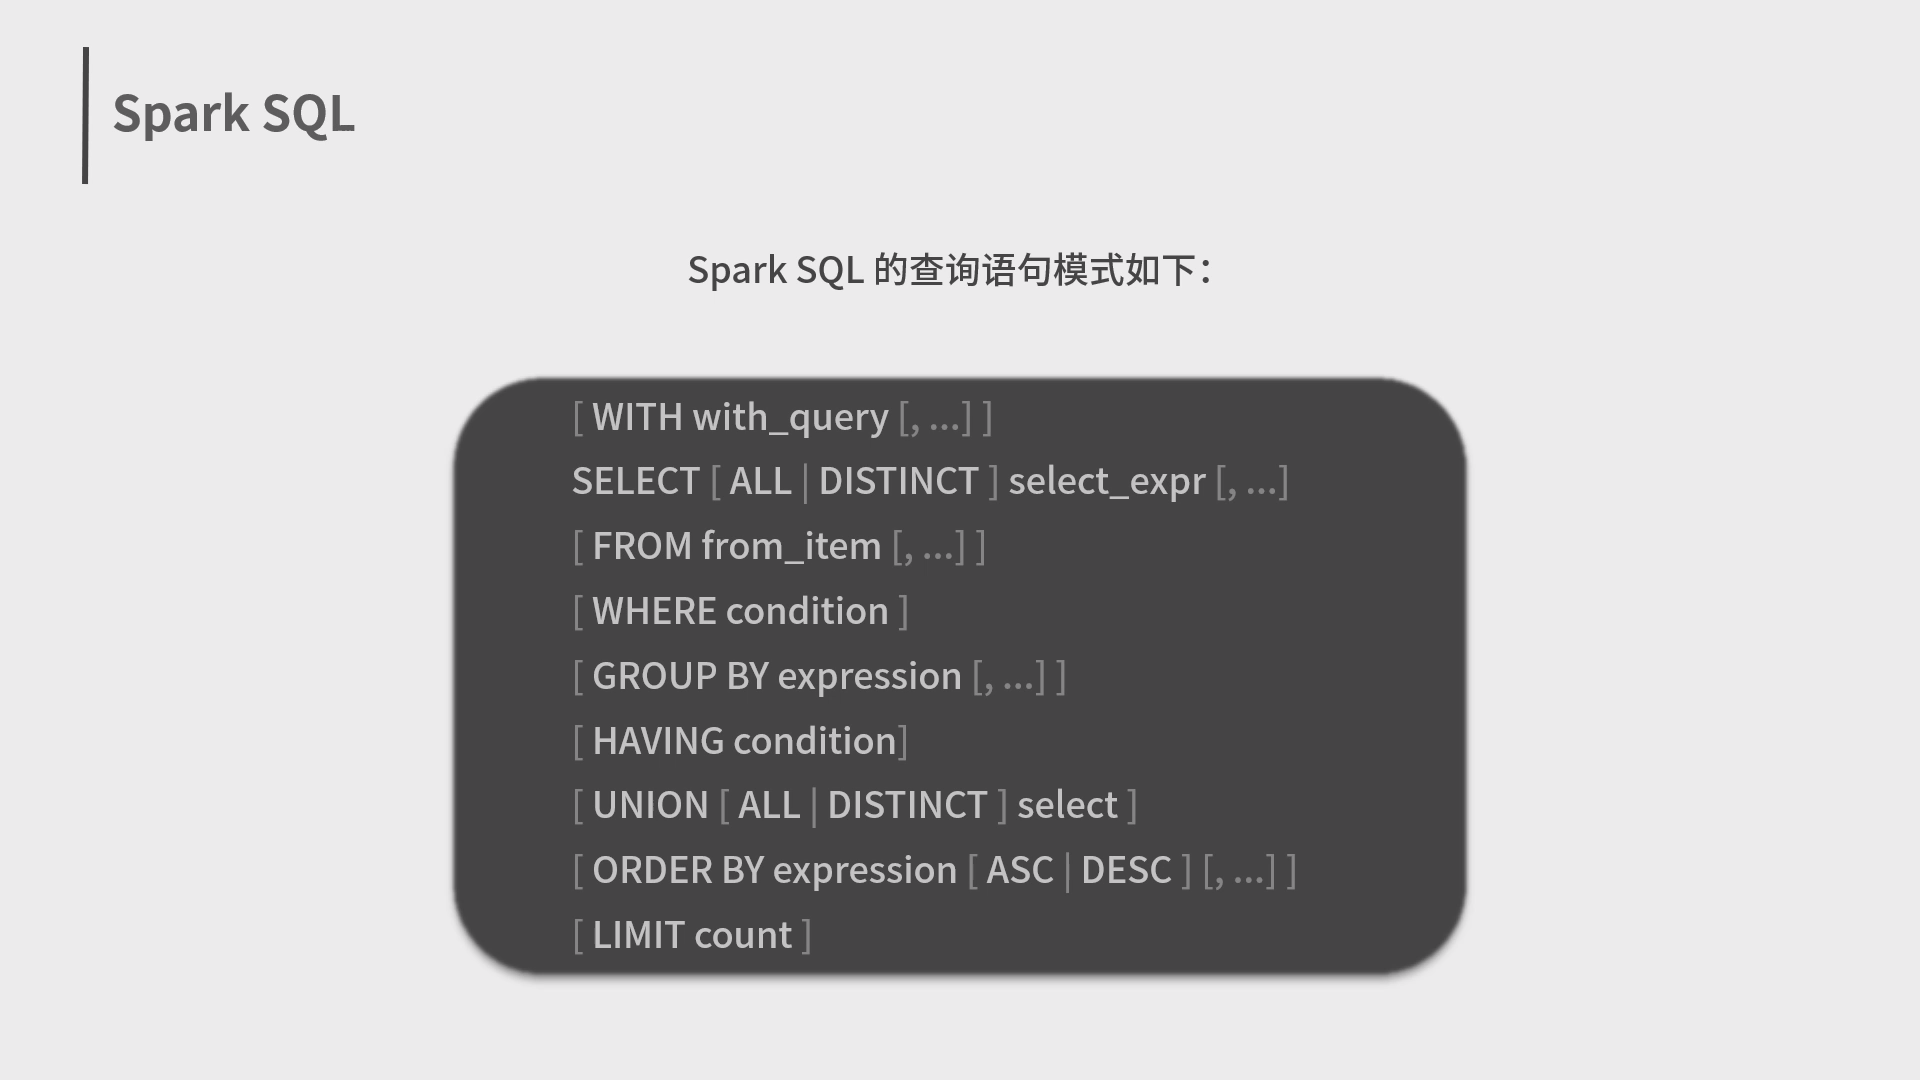 Spark SQL
Spark SQL 的查询语句模式如下：
[ WITH with_query [, ...] ]
SELECT [ ALL | DISTINCT ] select_expr [, ...]
[ FROM from_item [, ...] ]
[ WHERE condition ]
[ GROUP BY expression [, ...] ]
[ HAVING condition]
[ UNION [ ALL | DISTINCT ] select ]
[ ORDER BY expression [ ASC | DESC ] [, ...] ]
[ LIMIT count ]